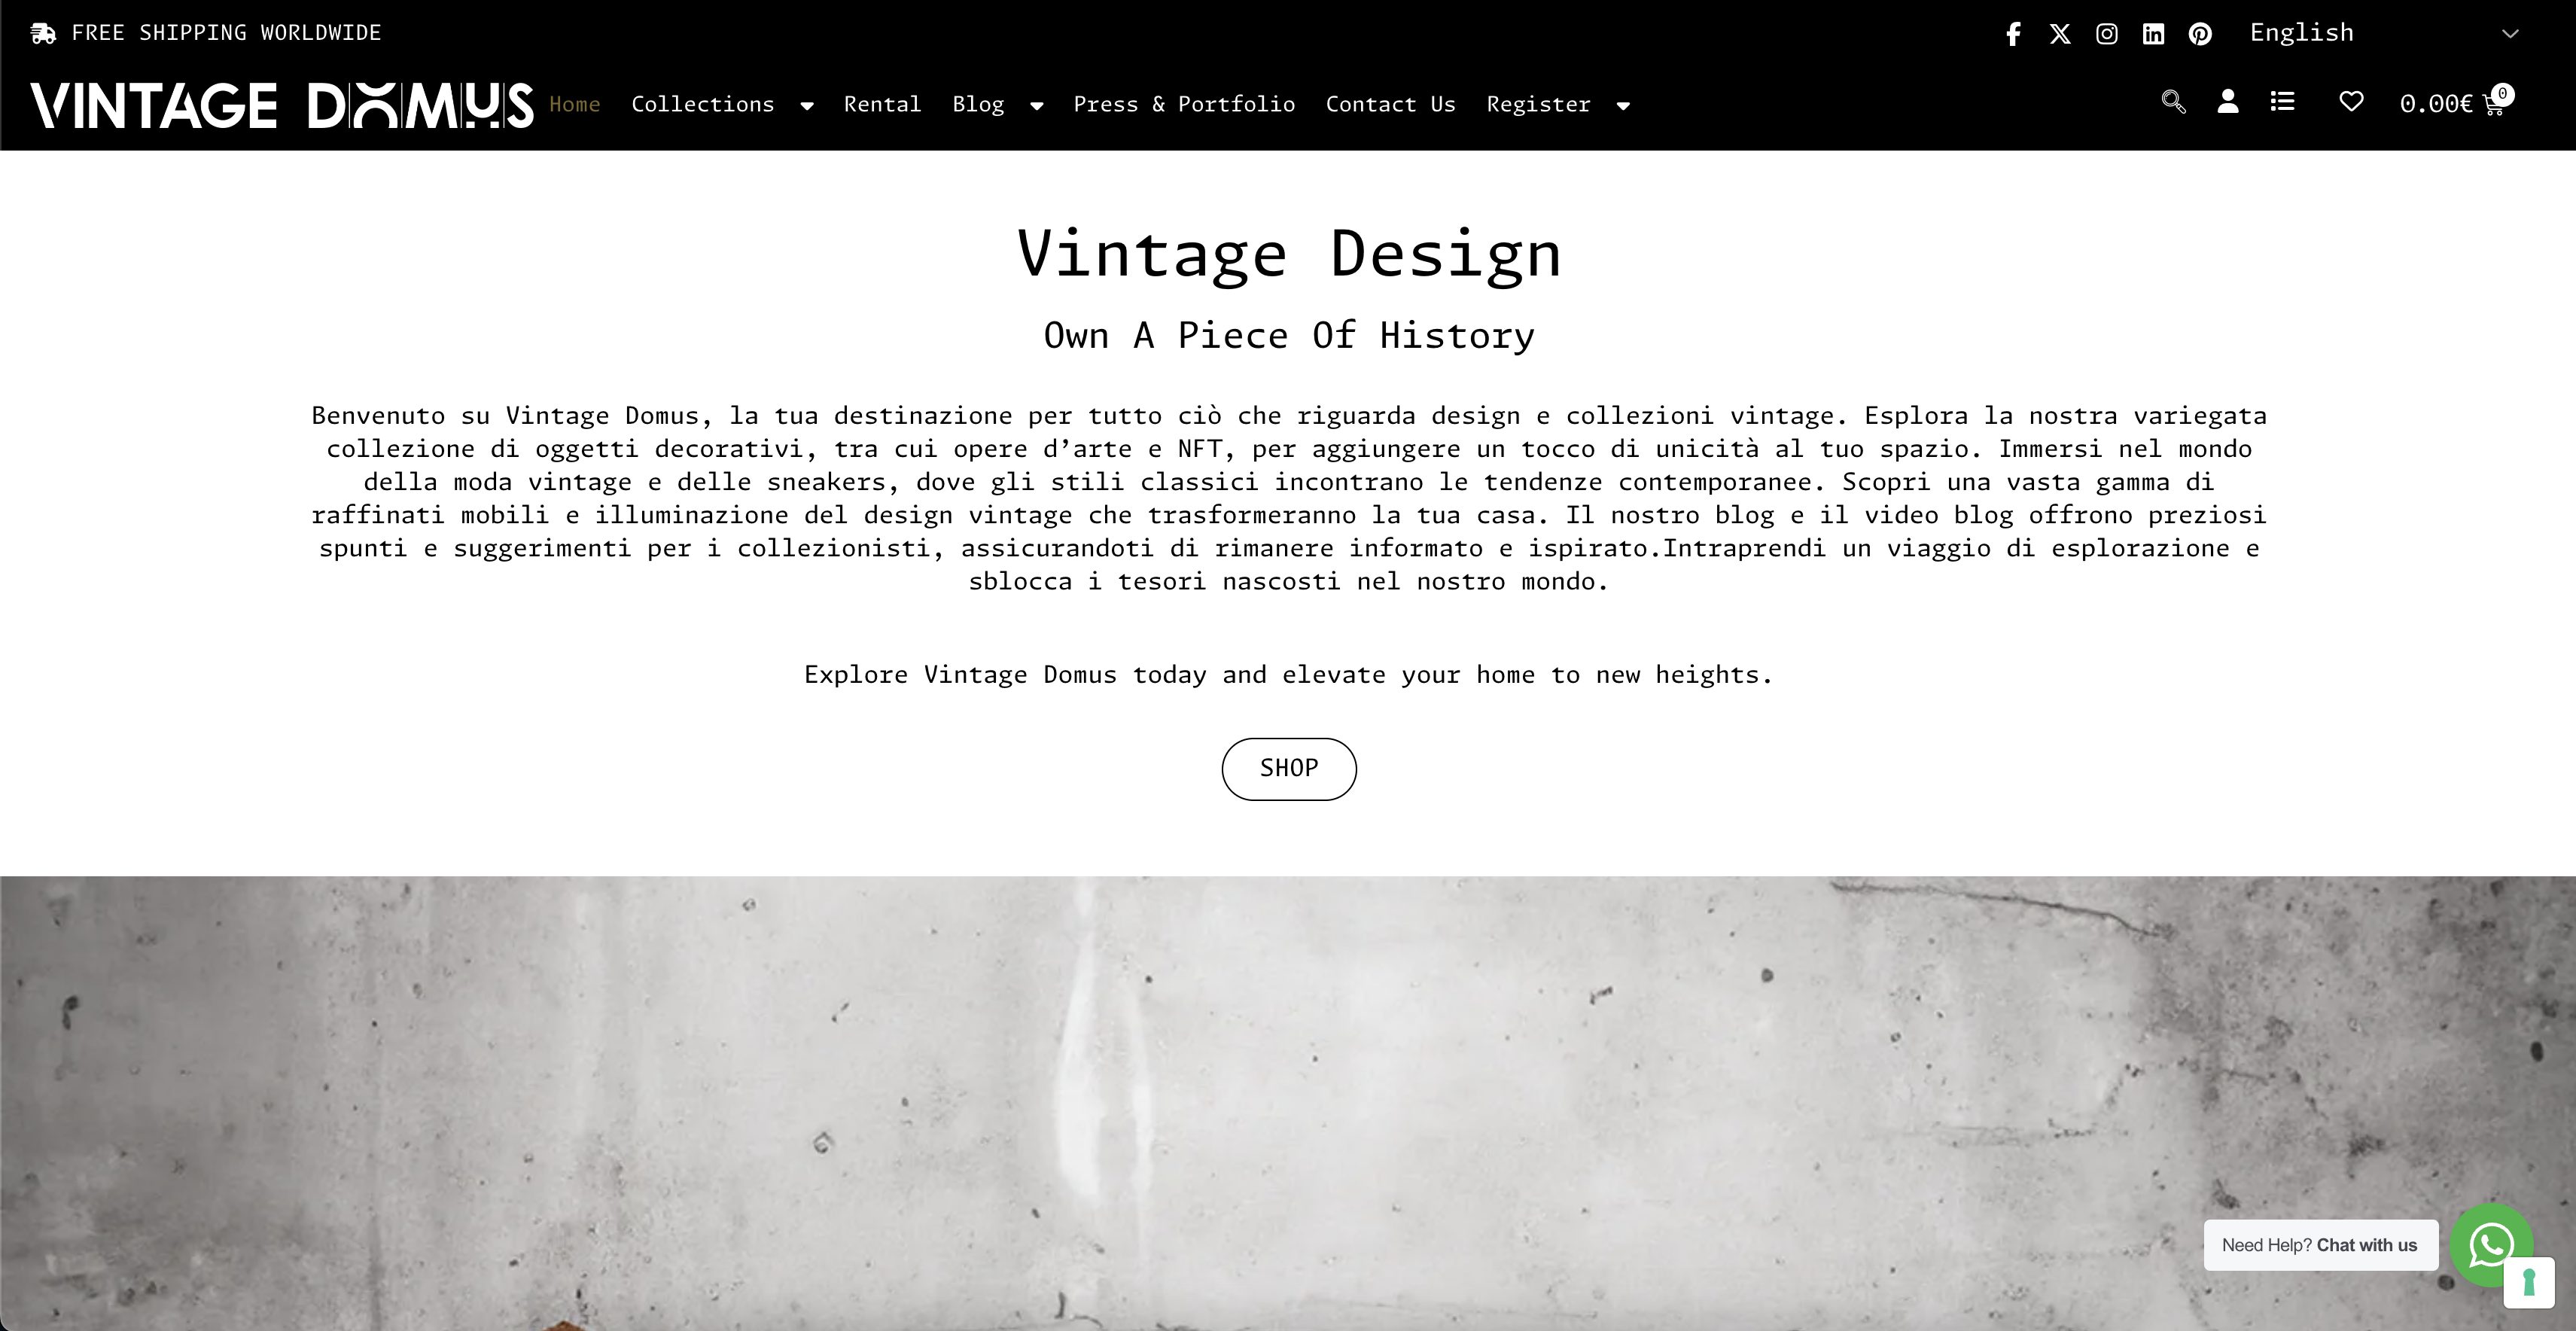 FREE SHIPPING WORLDWIDE
English
VINTAGE DOMUS
Home Collections Rental Blog Press & Portfolio Contact Us Register
0.00€ 0
Vintage Design
Own A Piece Of History
Benvenuto su Vintage Domus, la tua destinazione per tutto ciò che riguarda design e collezioni vintage. Esplora la nostra variegata
collezione di oggetti decorativi, tra cui opere d’arte e NFT, per aggiungere un tocco di unicità al tuo spazio. Immersi nel mondo
della moda vintage e delle sneakers, dove gli stili classici incontrano le tendenze contemporanee. Scopri una vasta gamma di
raffinati mobili e illuminazione del design vintage che trasformeranno la tua casa. Il nostro blog e il video blog offrono preziosi
spunti e suggerimenti per i collezionisti, assicurandoti di rimanere informato e ispirato.Intraprendi un viaggio di esplorazione e
sblocca i tesori nascosti nel nostro mondo.
Explore Vintage Domus today and elevate your home to new heights.
SHOP
Need Help? Chat with us